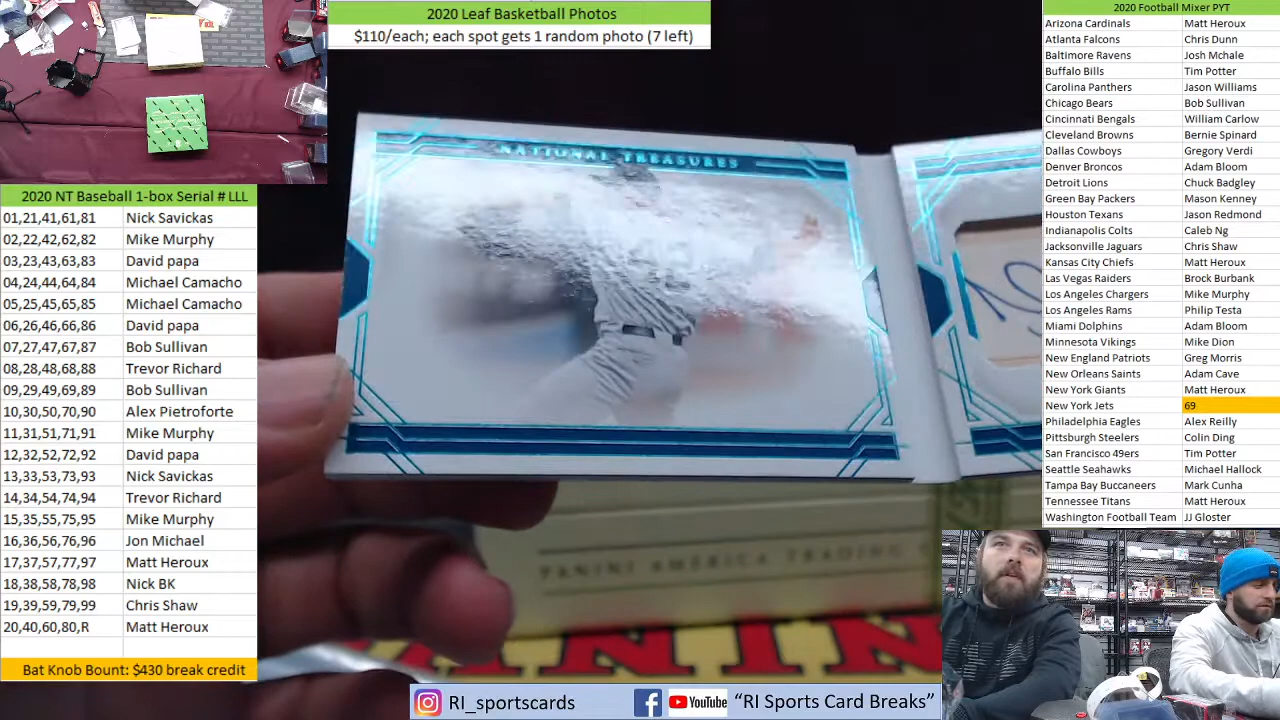 2020 Leaf Basketball Photos
$110/each; each spot gets 1 random photo (7 left)
2020 NT Baseball 1-box Serial # LLL
01,21,41,61,81 Nick Savickas
02,22,42,62,82 Mike Murphy
03,23,43,63,83 David papa
04,24,44,64,84 Michael Camacho
05,25,45,65,85 Michael Camacho
06,26,46,66,86 David papa
07,27,47,67,87 Bob Sullivan
08,28,48,68,88 Trevor Richard
09,29,49,69,89 Bob Sullivan
10,30,50,70,90 Alex Pietroforte
11,31,51,71,91 Mike Murphy
12,32,52,72,92 David papa
13,33,53,73,93 Nick Savickas
14,34,54,74,94 Trevor Richard
15,35,55,75,95 Mike Murphy
16,36,56,76,96 Jon Michael
17,37,57,77,97 Matt Heroux
18,38,58,78,98 Nick BK
19,39,59,79,99 Chris Shaw
20,40,60,80,R Matt Heroux
Bat Knob Bount: $430 break credit
NATIONAL TREASURES
PANINI AMERICA
2020 Football Mixer PYT
Arizona Cardinals Matt Heroux
Atlanta Falcons Chris Dunn
Baltimore Ravens Josh Mchale
Buffalo Bills Tim Potter
Carolina Panthers Jason Williams
Chicago Bears Bob Sullivan
Cincinnati Bengals William Carlow
Cleveland Browns Bernie Spinard
Dallas Cowboys Gregory Verdi
Denver Broncos Adam Bloom
Detroit Lions Chuck Badgley
Green Bay Packers Mason Kenney
Houston Texans Jason Redmond
Indianapolis Colts Caleb Ng
Jacksonville Jaguars Chris Shaw
Kansas City Chiefs Matt Heroux
Las Vegas Raiders Brock Burbank
Los Angeles Chargers Mike Murphy
Los Angeles Rams Philip Testa
Miami Dolphins Adam Bloom
Minnesota Vikings Mike Dion
New England Patriots Greg Morris
New Orleans Saints Adam Cave
New York Giants Matt Heroux
New York Jets 69
Philadelphia Eagles Alex Reilly
Pittsburgh Steelers Colin Ding
San Francisco 49ers Tim Potter
Seattle Seahawks Michael Hallock
Tampa Bay Buccaneers Mark Cunha
Tennessee Titans Matt Heroux
Washington Football Team JJ Gloster
RI_sportscards YouTube "RI Sports Card Breaks"